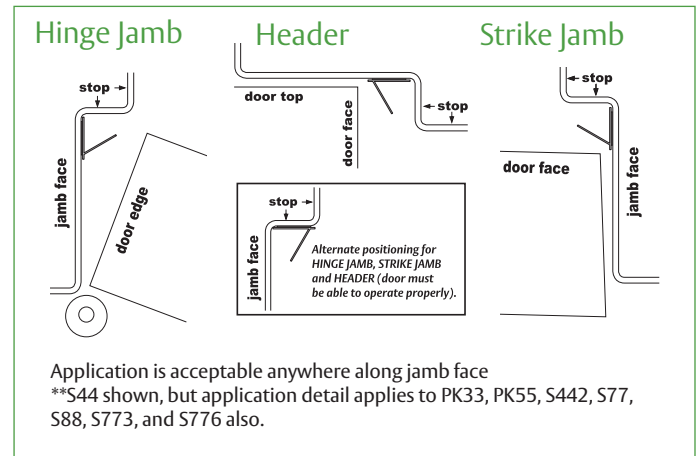 Hinge Jamb
Header
Strike Jamb
stop
jamb face
door edge
door top
door face
stop
stop
jamb face
Alternate positioning for
HINGE JAMB, STRIKE JAMB
and HEADER (door must
be able to operate properly).
stop
door face
jamb face
Application is acceptable anywhere along jamb face
**S44 shown, but application detail applies to PK33, PK55, S442, S77,
S88, S773, and S776 also.